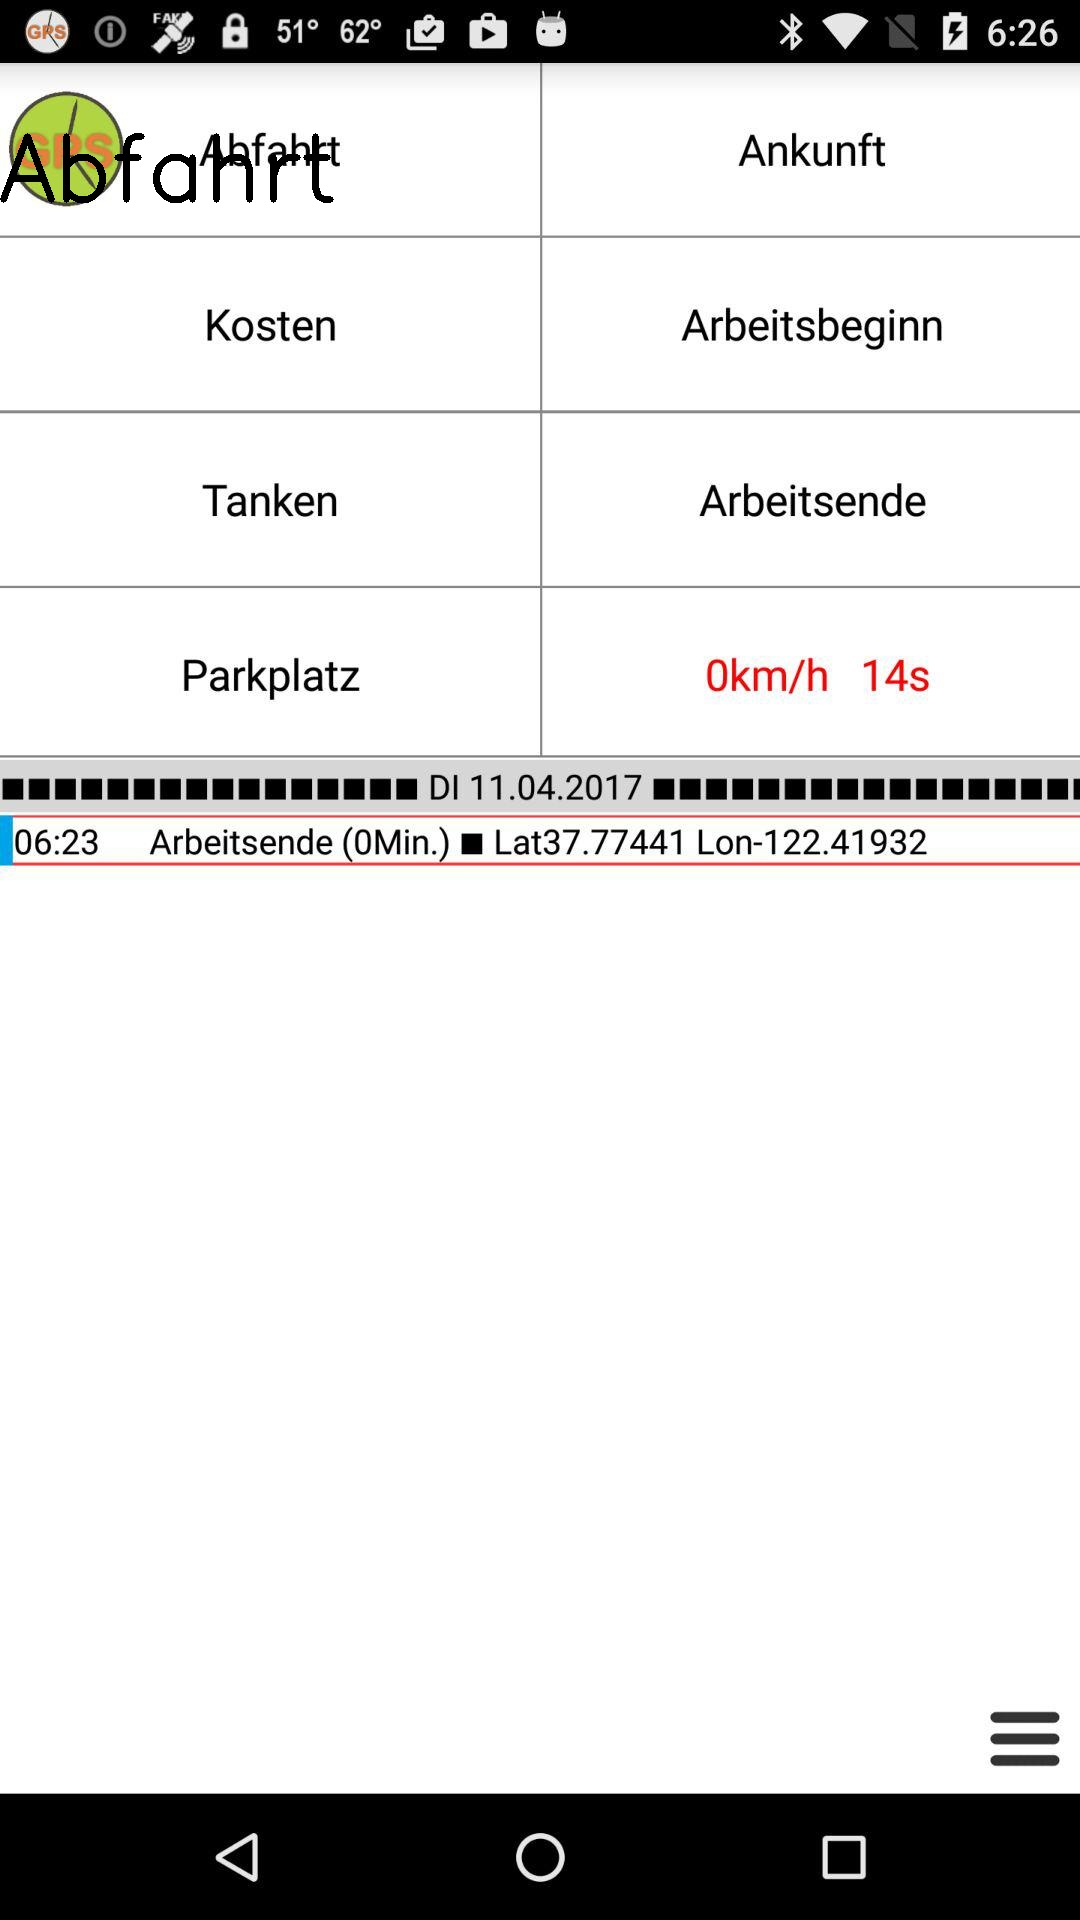 GPS FAKE 51° 62° 6:26
GPS Abfahrt Ankunft
Abfahrt
Kosten Arbeitsbeginn
Tanken Arbeitsende
Parkplatz 0km/h 14s
■■■■■■■■■■■■■■■■ DI 11.04.2017 ■■■■■■■■■■■■■■■■■
06:23 Arbeitsende (0Min.) ■ Lat37.77441 Lon-122.41932